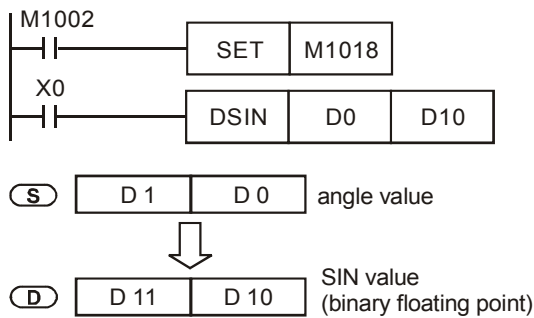 M1002
SET M1018
X0
DSIN D0 D10
S D 1 D 0 angle value
D D 11 D 10 SIN value
(binary floating point)